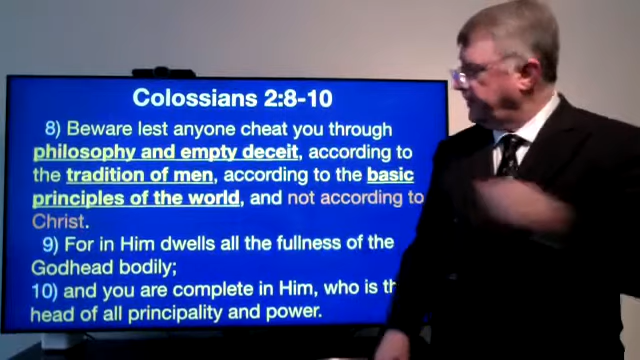 Colossians 2:8-10
8) Beware lest anyone cheat you through
philosophy and empty deceit, according to
the tradition of men, according to the basic
principles of the world, and not according to
Christ.
9) For in Him dwells all the fullness of the
Godhead bodily;
10) and you are complete in Him, who is
head of all principality and power.